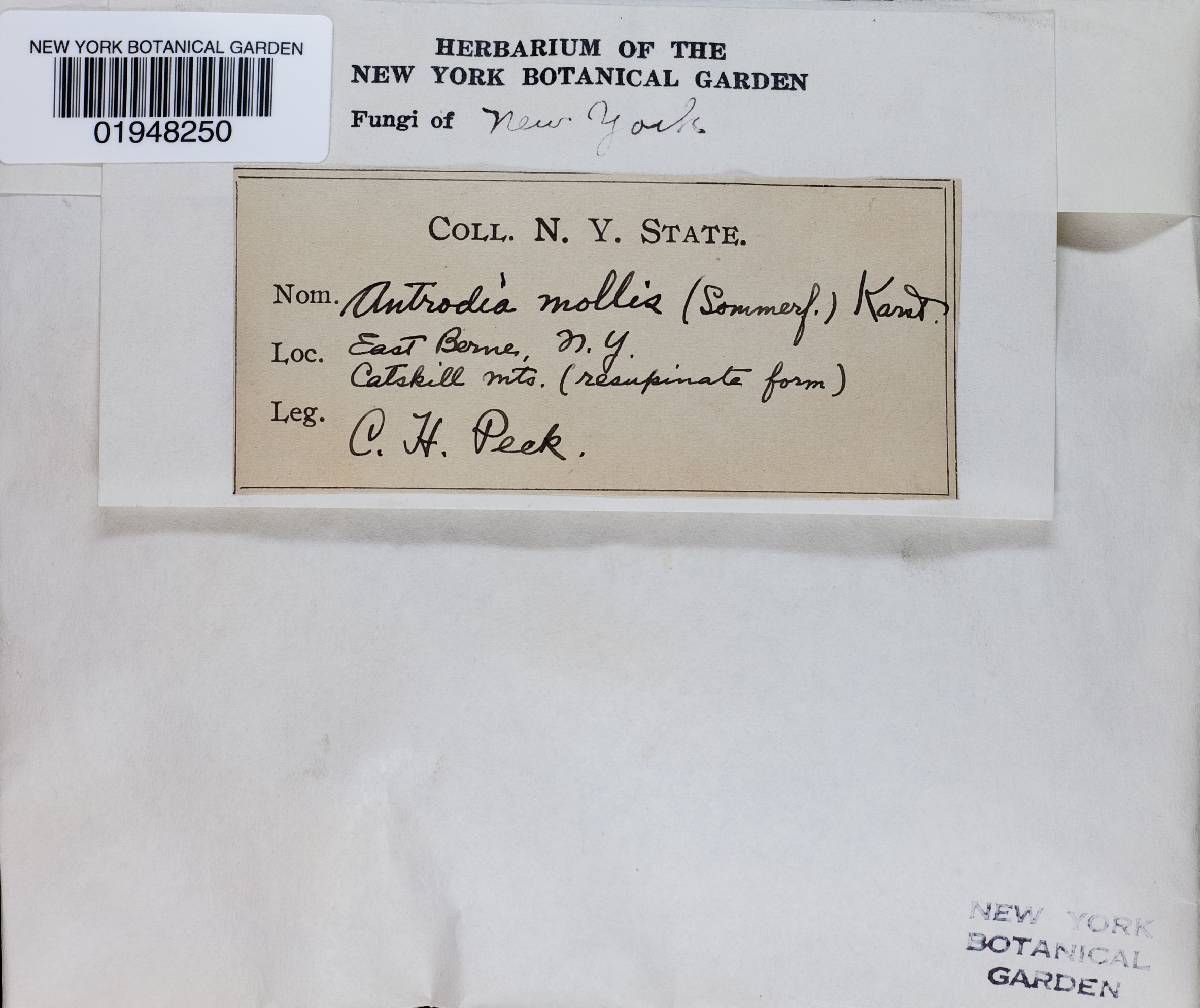 NEW YORK BOTANICAL GARDEN
01948250
HERBARIUM OF THE
NEW YORK BOTANICAL GARDEN
Fungi of New York
COLL. N. Y. STATE.
Nom. Antrodia mollis (Sommerf.) Karst.
Loc. East Berne, N.Y.
Catskill mts. (resupinate form)
Leg. C. H. Peck.
NEW YORK
BOTANICAL
GARDEN